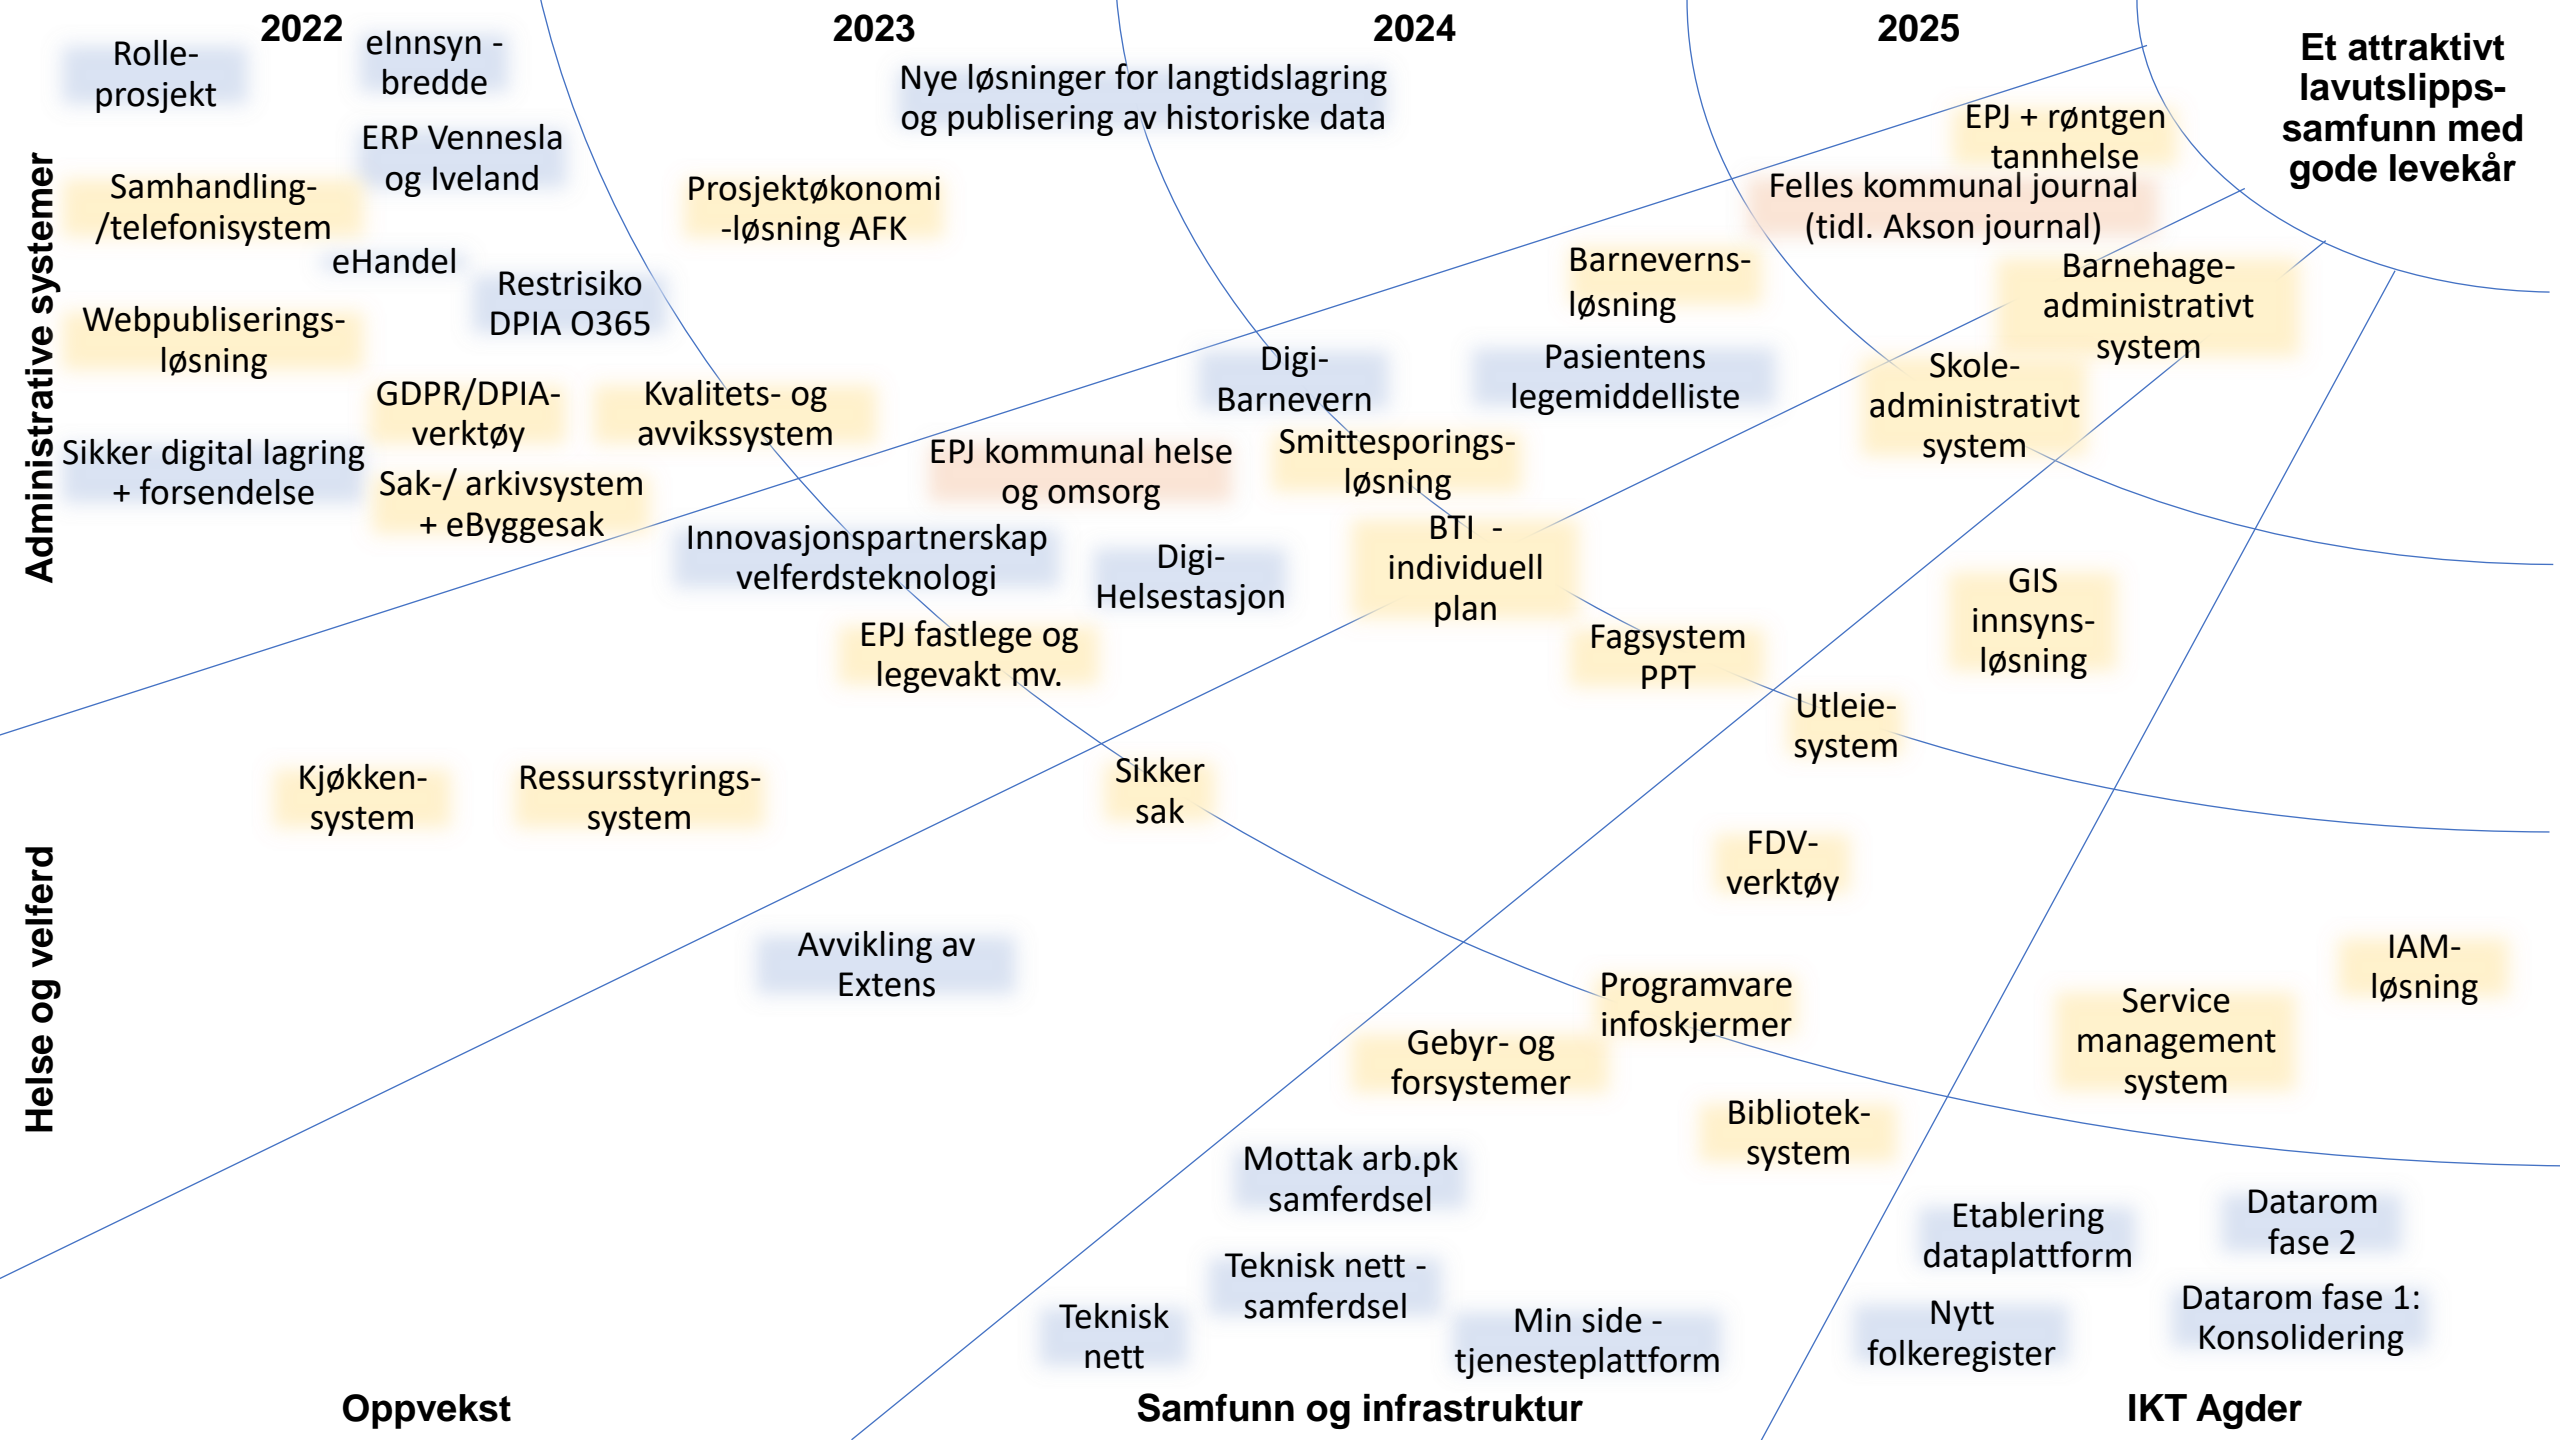 2022
2023
2024
2025
Et attraktivt
lavutslipps-
samfunn med
gode levekår
Administrative systemer
Rolle-
prosjekt
eInnsyn -
bredde
ERP Vennesla
og Iveland
Samhandling-
/telefonisystem
eHandel
Restrisiko
DPIA O365
Webpubliserings-
løsning
GDPR/DPIA-
verktøy
Kvalitets- og
avvikssystem
Sikker digital lagring
+ forsendelse
Sak-/ arkivsystem
+ eByggesak
Nye løsninger for langtidslagring
og publisering av historiske data
Prosjektøkonomi
-løsning AFK
EPJ + røntgen
tannhelse
Felles kommunal journal
(tidl. Akson journal)
Barneverns-
løsning
Digi-
Barnevern
Pasientens
legemiddelliste
EPJ kommunal helse
og omsorg
Smittesporings-
løsning
Innovasjonspartnerskap
velferdsteknologi
Digi-
Helsestasjon
EPJ fastlege og
legevakt mv.
Kjøkken-
system
Ressursstyrings-
system
Helse og velferd
Barnehage-
administrativt
system
Skole-
administrativt
system
BTI -
individuell
plan
Fagsystem
PPT
Sikker
sak
Avvikling av
Extens
Oppvekst
GIS
innsyns-
løsning
Utleie-
system
FDV-
verktøy
Programvare
infoskjermer
Gebyr- og
forsystemer
Bibliotek-
system
Mottak arb.pk
samferdsel
Teknisk nett -
samferdsel
Teknisk
nett
Min side -
tjenesteplattform
Samfunn og infrastruktur
IAM-
løsning
Service
management
system
Etablering
dataplattform
Datarom
fase 2
Nytt
folkeregister
Datarom fase 1:
Konsolidering
IKT Agder